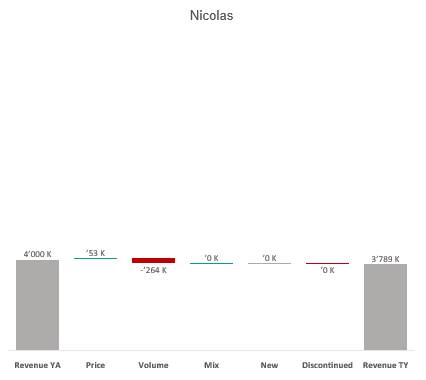 Nicolas
4'000 K
'53 K
-'264 K
'0 K
'0 K
'0 K
3'789 K
Revenue YA
Price
Volume
Mix
New
Discontinued
Revenue TY